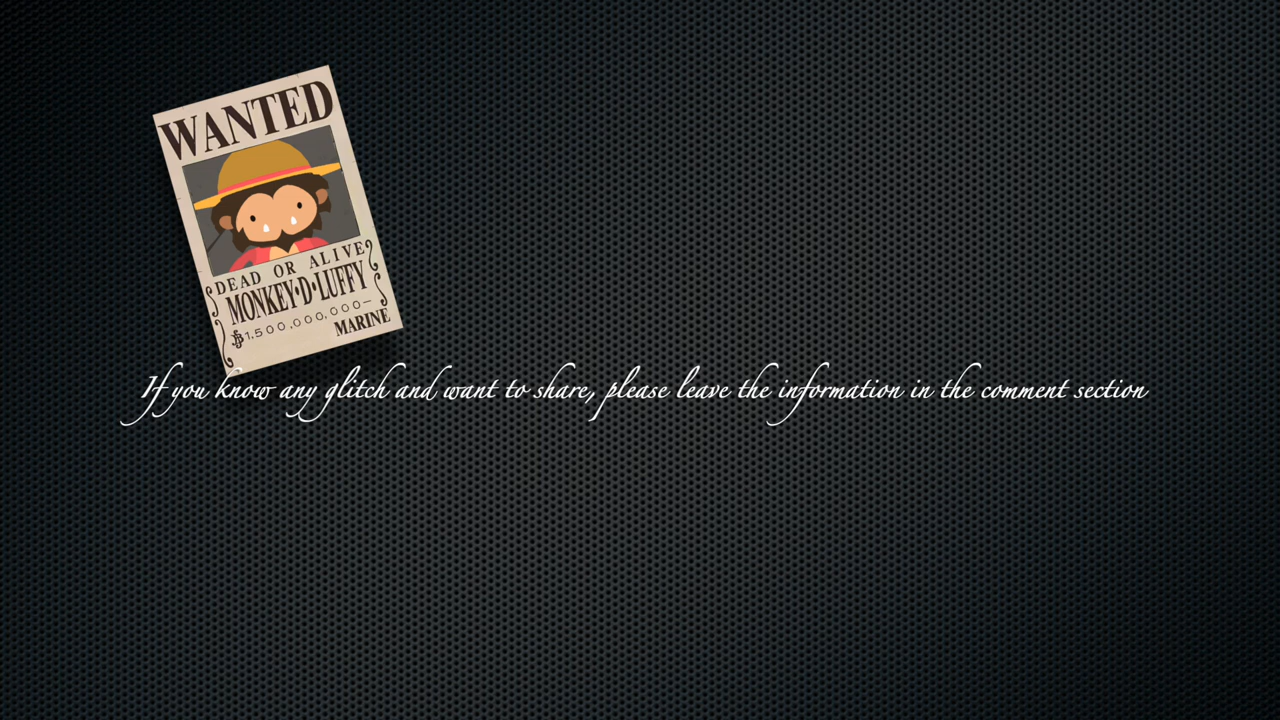 WANTED
DEAD OR ALIVE
MONKEY·D·LUFFY
฿1,500,000,000–
MARINE
If you know any glitch and want to share, please leave the information in the comment section